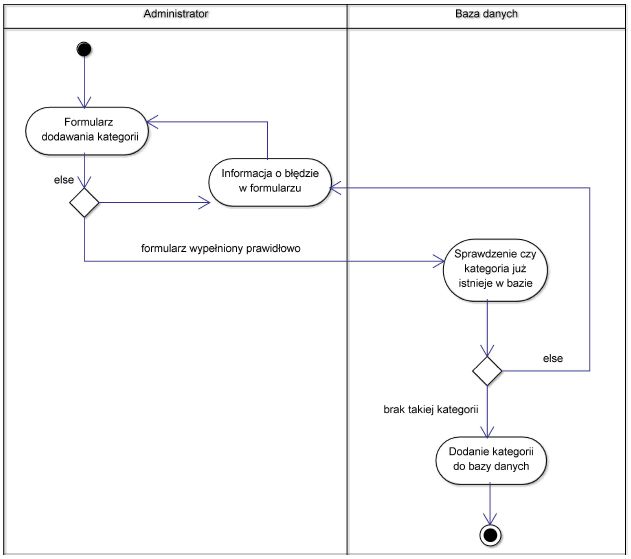 Administrator
Baza danych
Formularz
dodawania kategorii
Informacja o błędzie
w formularzu
else
formularz wypełniony prawidłowo
Sprawdzenie czy
kategoria już
istnieje w bazie
else
brak takiej kategorii
Dodanie kategorii
do bazy danych